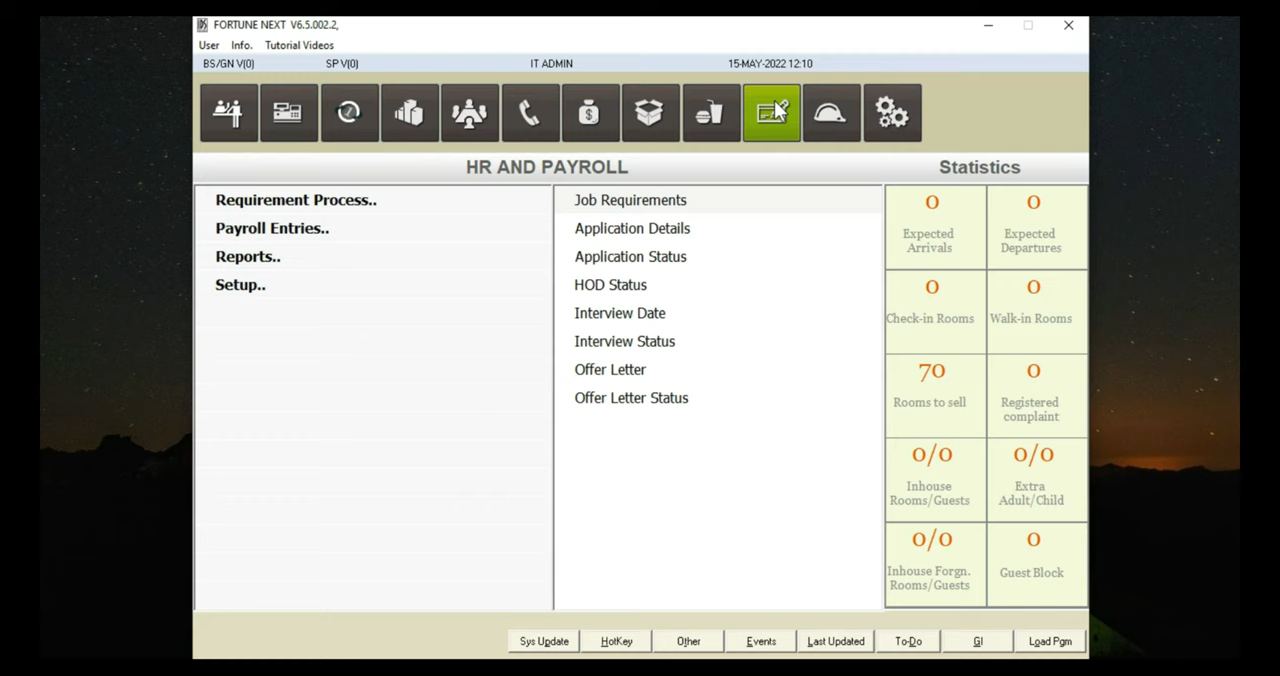 FORTUNE NEXT V6.5.002.2,
User Info. Tutorial Videos
BS/GN V(0) SP V(0) IT ADMIN 15-MAY-2022 12:10
HR AND PAYROLL
Statistics
Requirement Process..
Payroll Entries..
Reports..
Setup..
Job Requirements
Application Details
Application Status
HOD Status
Interview Date
Interview Status
Offer Letter
Offer Letter Status
0
Expected
Arrivals
0
Expected
Departures
0
Check-in Rooms
0
Walk-in Rooms
70
Rooms to sell
0
Registered
complaint
0/0
Inhouse
Rooms/Guests
0/0
Extra
Adult/Child
0/0
Inhouse Forgn.
Rooms/Guests
0
Guest Block
Sys Update HotKey Other Events Last Updated To-Do GI Load Pgm